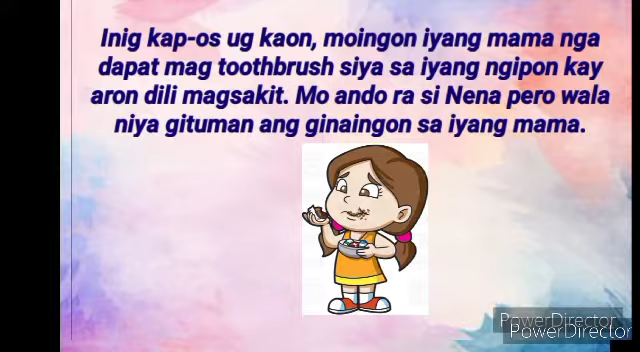 Inig kap-os ug kaon, moingon iyang mama nga
dapat mag toothbrush siya sa iyang ngipon kay
aron dili magsakit. Mo ando ra si Nena pero wala
niya gituman ang ginaingon sa iyang mama.
PowerDirector
PowerDirector